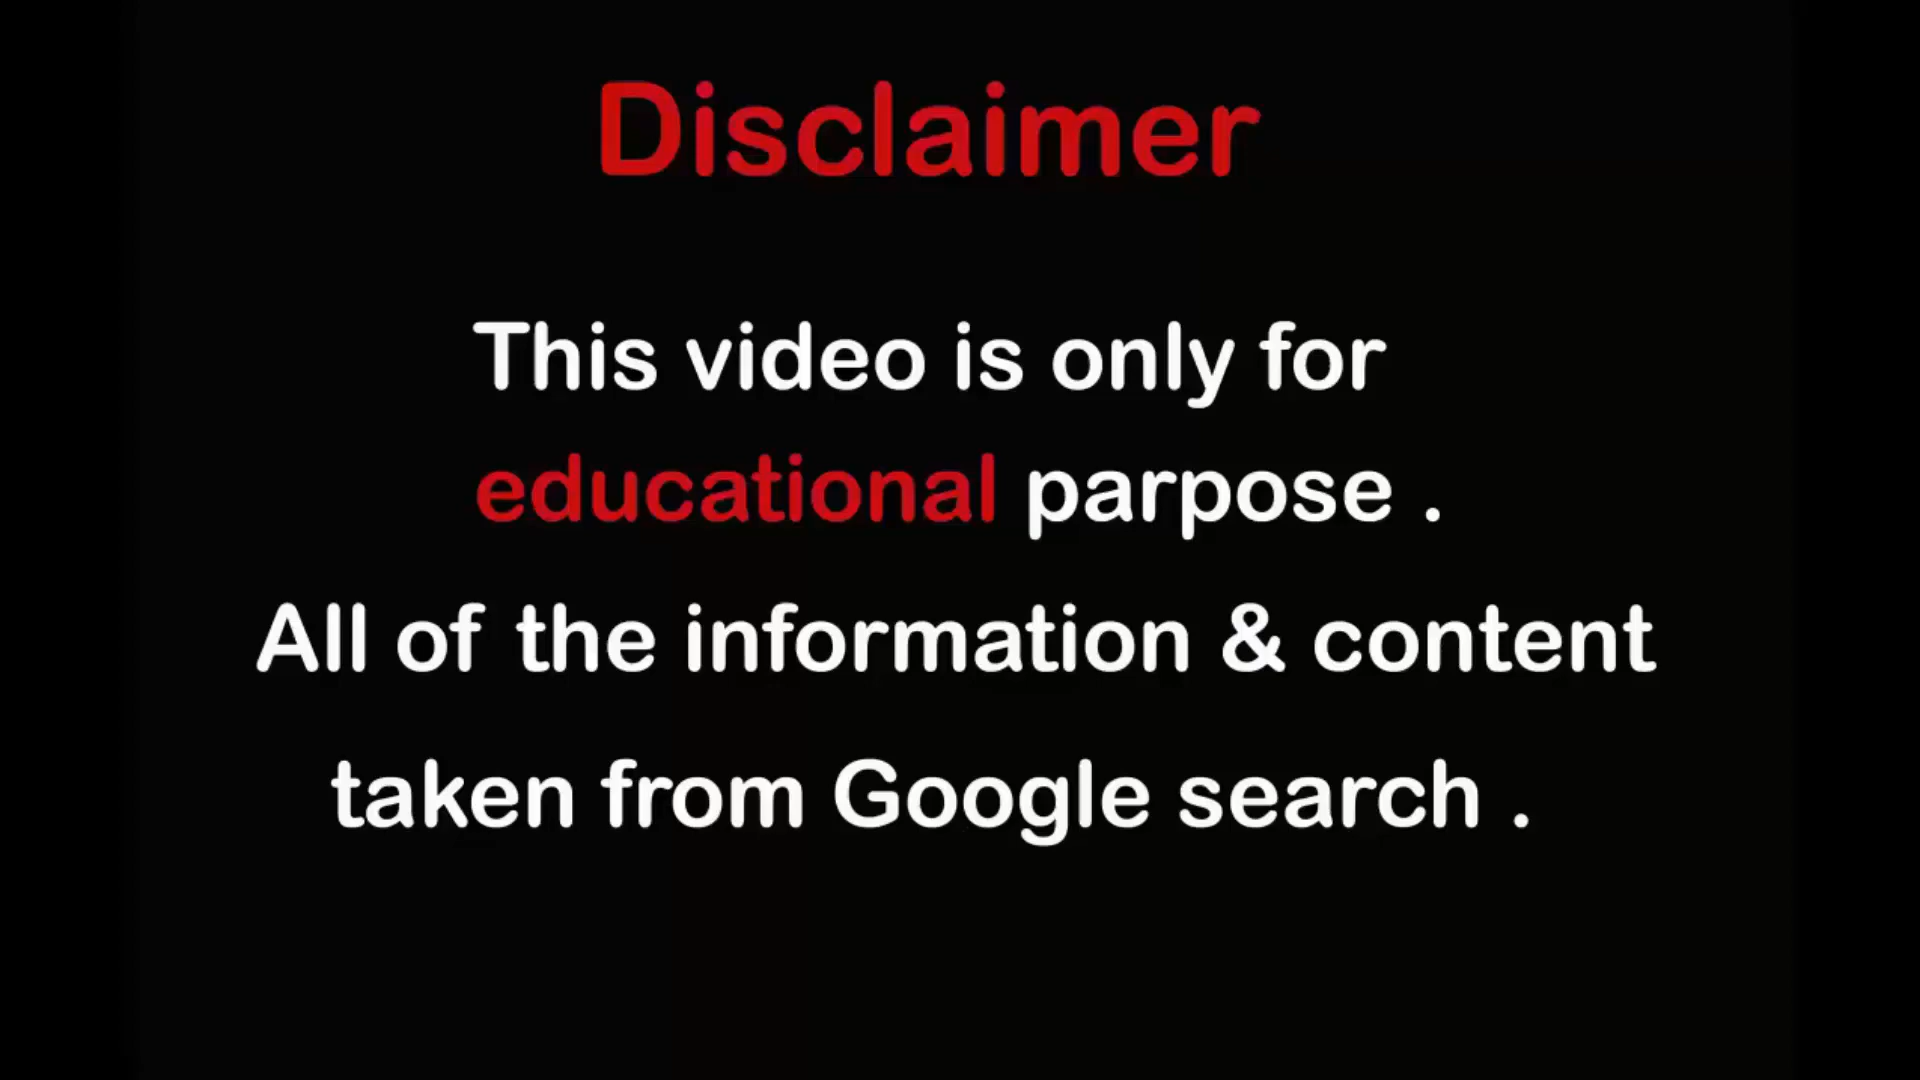 Disclaimer
This video is only for
educational parpose .
All of the information & content
taken from Google search .